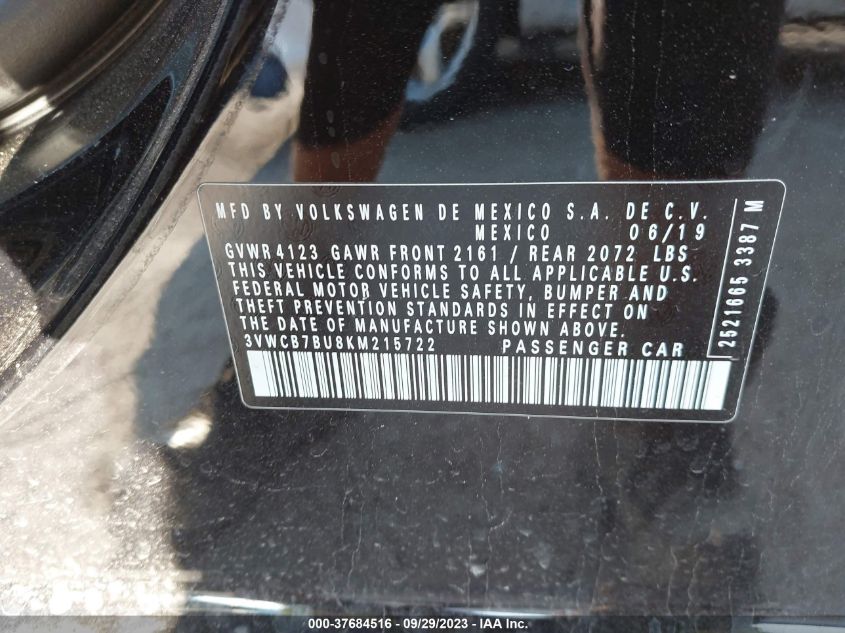 MFD BY VOLKSWAGEN DE MEXICO S.A. DE C.V.
MEXICO 06/19
GVWR 4123 GAWR FRONT 2161 / REAR 2072 LBS
THIS VEHICLE CONFORMS TO ALL APPLICABLE U.S.
FEDERAL MOTOR VEHICLE SAFETY, BUMPER AND
THEFT PREVENTION STANDARDS IN EFFECT ON
THE DATE OF MANUFACTURE SHOWN ABOVE.
3VWCB7BU8KM215722 PASSENGER CAR
2521665 3387 M
000-37684516 - 09/29/2023 - IAA Inc.